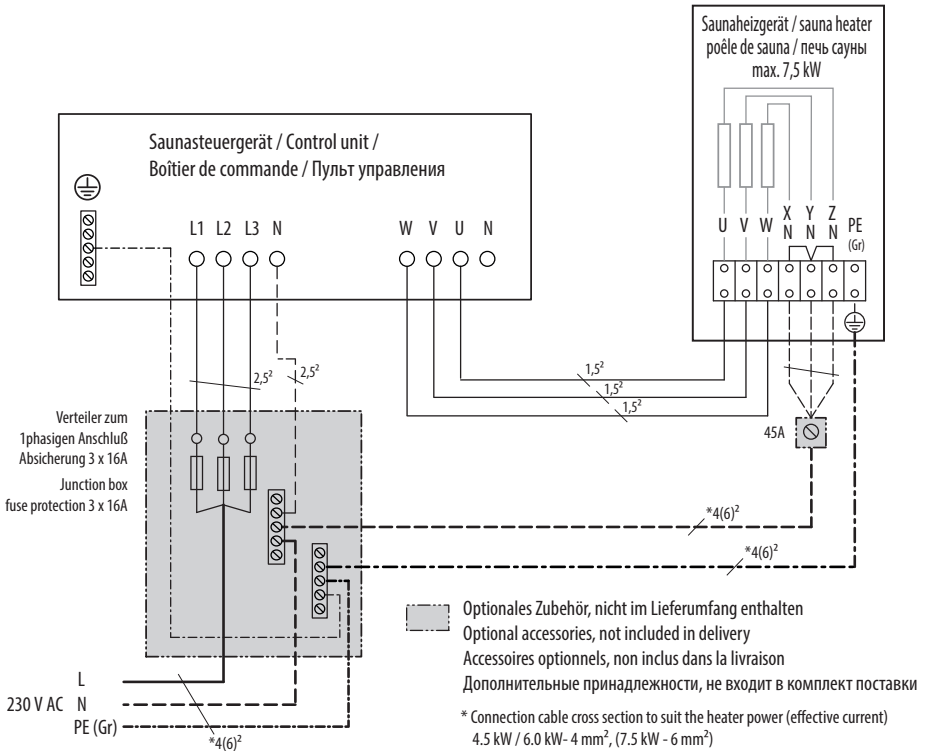 Saunaheizgerät / sauna heater
poêle de sauna / печь сауны
max. 7,5 kW
Saunasteuergerät / Control unit /
Boîtier de commande / Пульт управления
L1 L2 L3 N
W V U N
U V W X Y Z PE
N N N (Gr)
2,5²
2,5²
1,5²
1,5²
1,5²
Verteiler zum
1phasigen Anschluß
Absicherung 3 x 16A
Junction box
fuse protection 3 x 16A
45A
*4(6)²
*4(6)²
Optionales Zubehör, nicht im Lieferumfang enthalten
Optional accessories, not included in delivery
Accessoires optionnels, non inclus dans la livraison
Дополнительные принадлежности, не входит в комплект поставки
L
230 V AC N
PE (Gr)
*4(6)²
* Connection cable cross section to suit the heater power (effective current)
4.5 kW / 6.0 kW- 4 mm², (7.5 kW - 6 mm²)